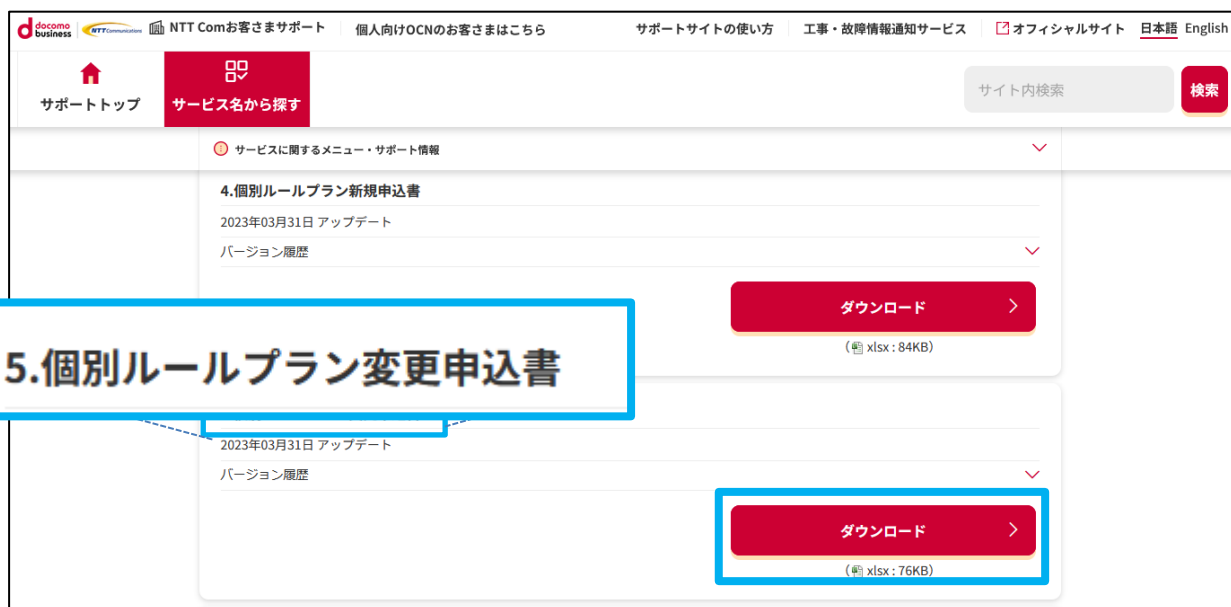 docomo business NTT Communications NTT Comお客さまサポート 個人向けOCNのお客さまはこちら サポートサイトの使い方 工事・故障情報通知サービス オフィシャルサイト 日本語 English
サポートトップ サービス名から探す サイト内検索 検索
サービスに関するメニュー・サポート情報
4.個別ルールプラン新規申込書
2023年03月31日 アップデート
バージョン履歴
ダウンロード
(xlsx : 84KB)
5.個別ルールプラン変更申込書
2023年03月31日 アップデート
バージョン履歴
ダウンロード
(xlsx : 76KB)